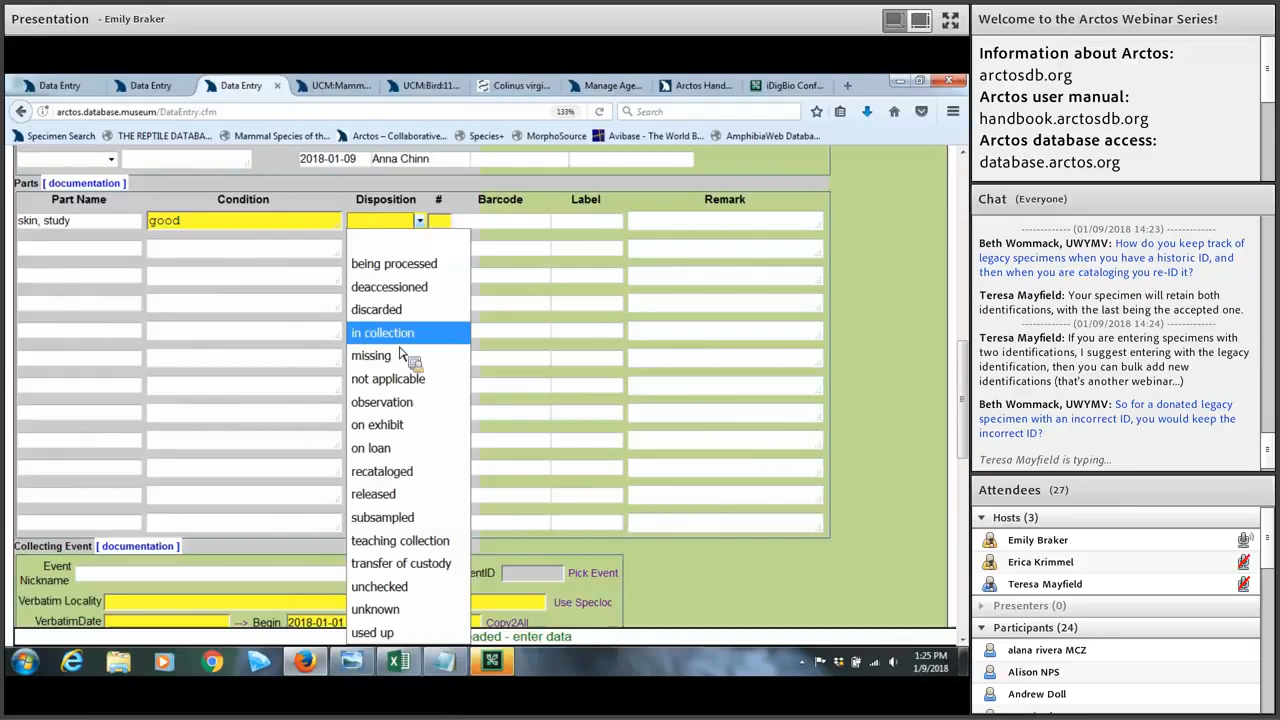 Presentation - Emily Braker
Data Entry
Data Entry
Data Entry
UCM:Mamm...
UCM:Bird:11...
Colinus virgi...
Manage Age...
Arctos Hand...
iDigBio Conf...
arctos.database.museum/DataEntry.cfm
133%
Search
Specimen Search
THE REPTILE DATABA...
Mammal Species of th...
Arctos – Collaborative...
Species+
MorphoSource
Avibase - The World B...
AmphibiaWeb Databa...
2018-01-09 Anna Chinn
Parts [ documentation ]
Part Name Condition Disposition # Barcode Label Remark
skin, study good
being processed
deaccessioned
discarded
in collection
missing
not applicable
observation
on exhibit
on loan
recataloged
released
subsampled
teaching collection
transfer of custody
unchecked
unknown
used up
Collecting Event [ documentation ]
Event
Nickname
entID
Pick Event
Verbatim Locality
Use Specloc
VerbatimDate
--> Begin 2018-01-01
Copy2All
aded - enter data
1:25 PM
1/9/2018
Welcome to the Arctos Webinar Series!
Information about Arctos:
arctosdb.org
Arctos user manual:
handbook.arctosdb.org
Arctos database access:
database.arctos.org
Chat (Everyone)
------------- (01/09/2018 14:23) -------------
Beth Wommack, UWYMV: How do you keep track of
legacy specimens when you have a historic ID,
and then when you are cataloging you re-ID it?
Teresa Mayfield: Your specimen will retain both
identifications, with the last being the accepted one.
------------- (01/09/2018 14:24) -------------
Teresa Mayfield: If you are entering specimens with
two identifications, I suggest entering with the legacy
identification, then you can bulk add new
identifications (that's another webinar...)
Beth Wommack, UWYMV: So for a donated legacy
specimen with an incorrect ID, you would keep the
incorrect ID?
Teresa Mayfield is typing...
Attendees (27)
Hosts (3)
Emily Braker
Erica Krimmel
Teresa Mayfield
Presenters (0)
Participants (24)
alana rivera MCZ
Alison NPS
Andrew Doll